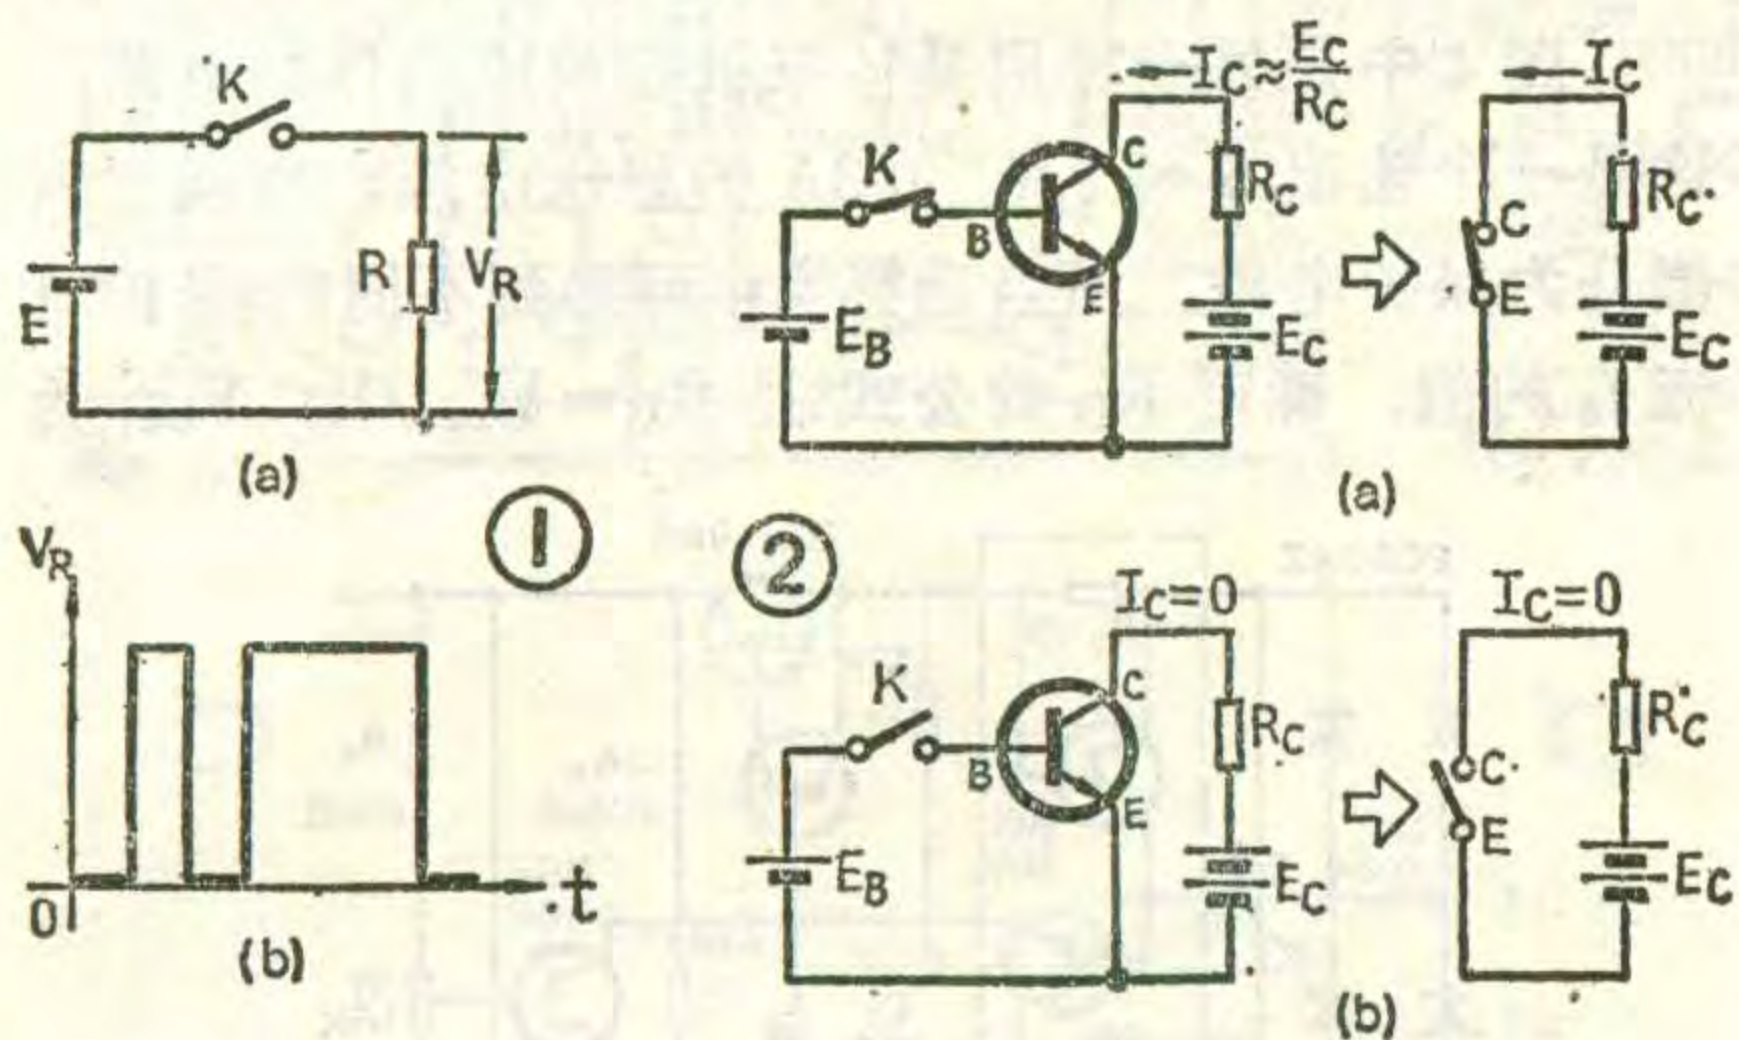 K
E
R
V_R
(a)
①
V_R
0
t
(b)
②
I_C≈E_C/R_C
K
B
C
E
R_C
E_B
E_C
I_C
C
E
R_C
E_C
(a)
I_C=0
K
B
C
E
R_C
E_B
E_C
I_C=0
C
E
R_C
E_C
(b)